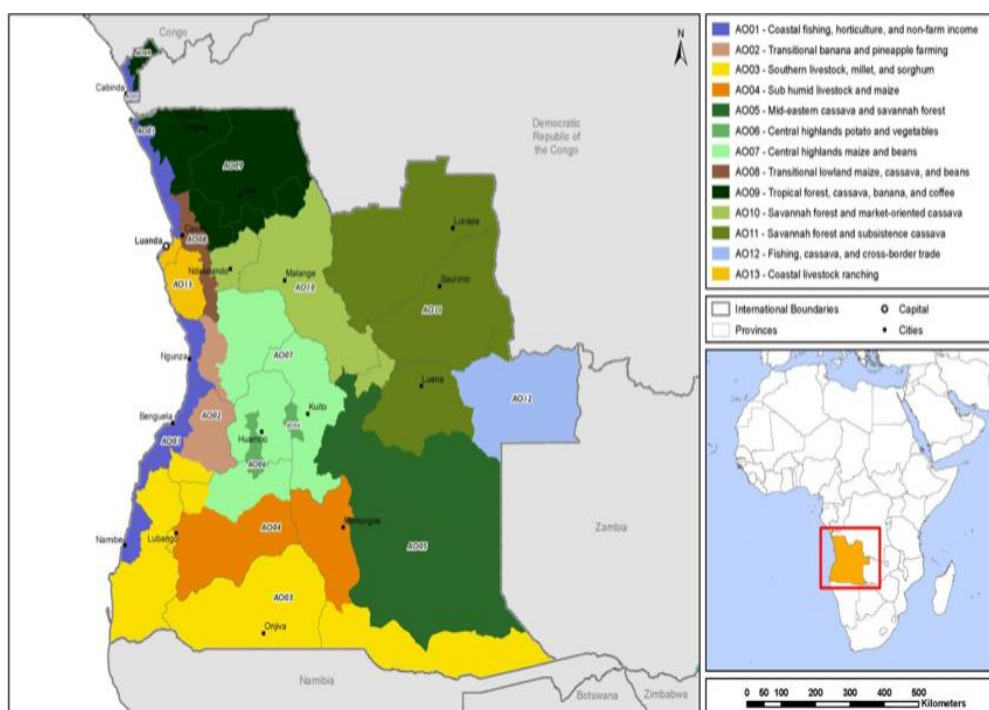 Congo
Cabinda
AO01
Democratic
Republic of
the Congo
AO09
Lucapa
Luanda
AO08
Ndalatando
Malange
AO10
Saurimo
AO13
AO11
Ngunza
AO07
Luena
AO12
AO02
Kuito
Benguela
Huambo
AO01
AO06
Zambia
Menongue
AO04
Lubango
Namibe
AO05
AO03
Onjiva
Namibia
Botswana
Zimbabwe
N
AO01 - Coastal fishing, horticulture, and non-farm income
AO02 - Transitional banana and pineapple farming
AO03 - Southern livestock, millet, and sorghum
AO04 - Sub humid livestock and maize
AO05 - Mid-eastern cassava and savannah forest
AO06 - Central highlands potato and vegetables
AO07 - Central highlands maize and beans
AO08 - Transitional lowland maize, cassava, and beans
AO09 - Tropical forest, cassava, banana, and coffee
AO10 - Savannah forest and market-oriented cassava
AO11 - Savannah forest and subsistence cassava
AO12 - Fishing, cassava, and cross-border trade
AO13 - Coastal livestock ranching
International Boundaries
Capital
Provinces
Cities
0 50 100 200 300 400 500
Kilometers